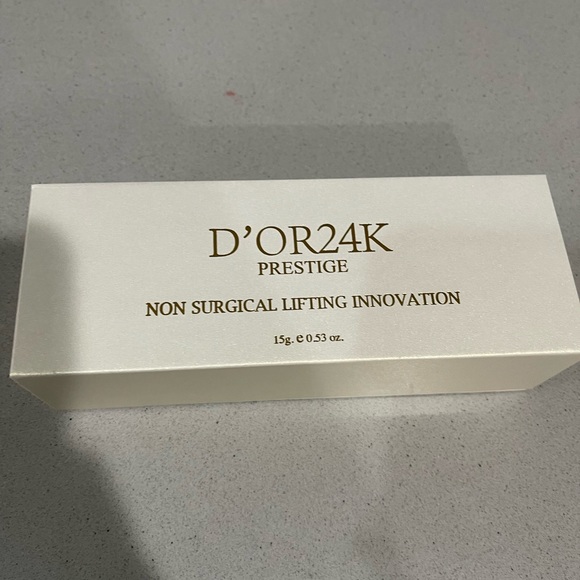 D'OR24K
PRESTIGE
NON SURGICAL LIFTING INNOVATION
15g. e 0.53 oz.